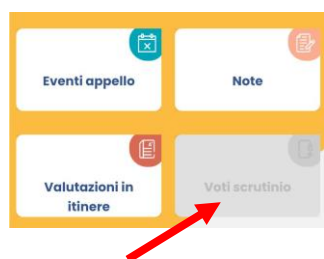 Eventi appello
Note
Valutazioni in
itinere
Voti scrutinio